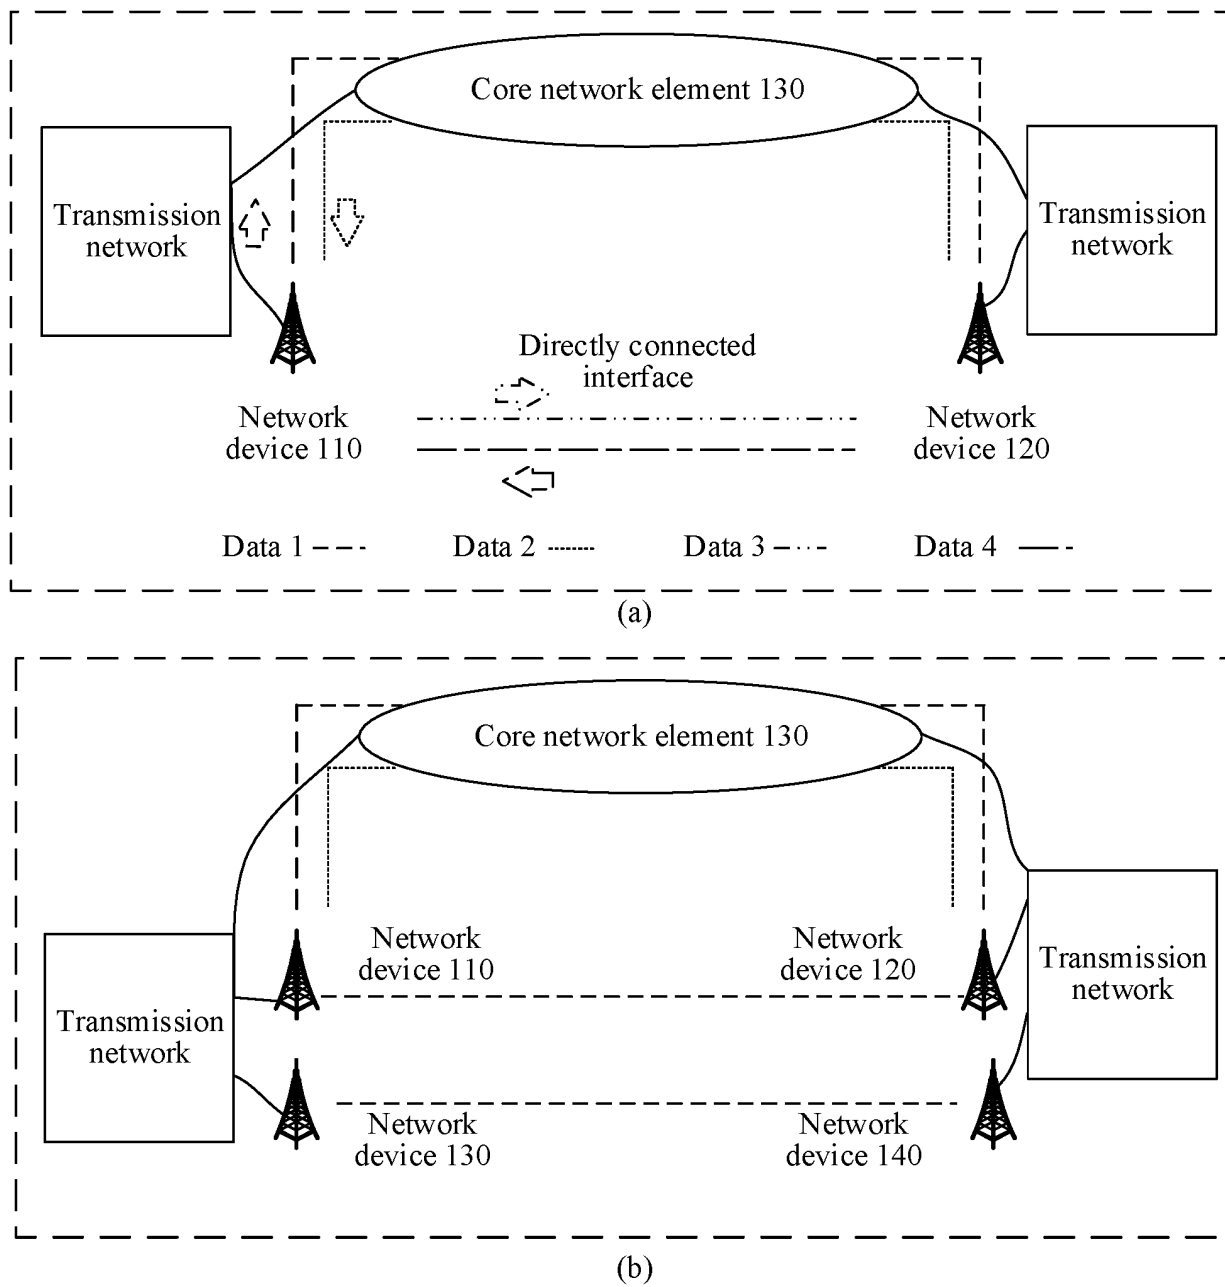 Core network element 130
Transmission
network
Transmission
network
Directly connected
interface
Network
device 110
Network
device 120
Data 1
Data 2
Data 3
Data 4
(a)
Core network element 130
Network
device 110
Network
device 120
Transmission
network
Transmission
network
Network
device 130
Network
device 140
(b)